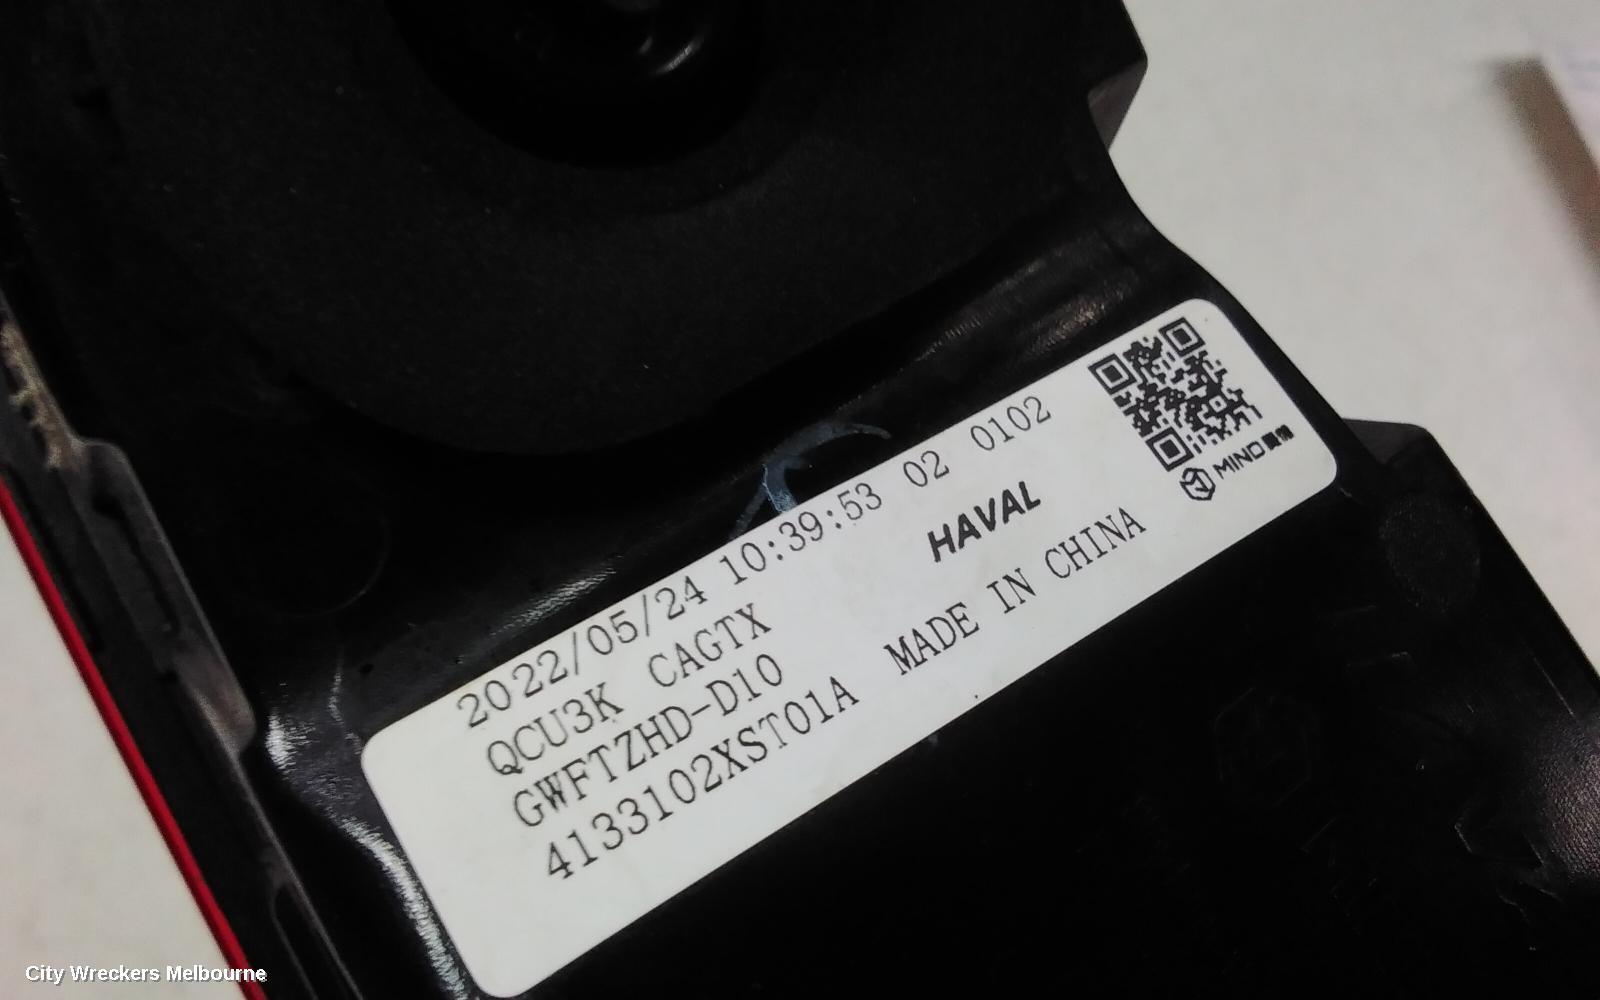 2022/05/24 10:39:53 02 0102
QCU3K CAGTX
HAVAL
GWFTZHD-D10
4133102XST01A MADE IN CHINA
MIND
City Wreckers Melbourne